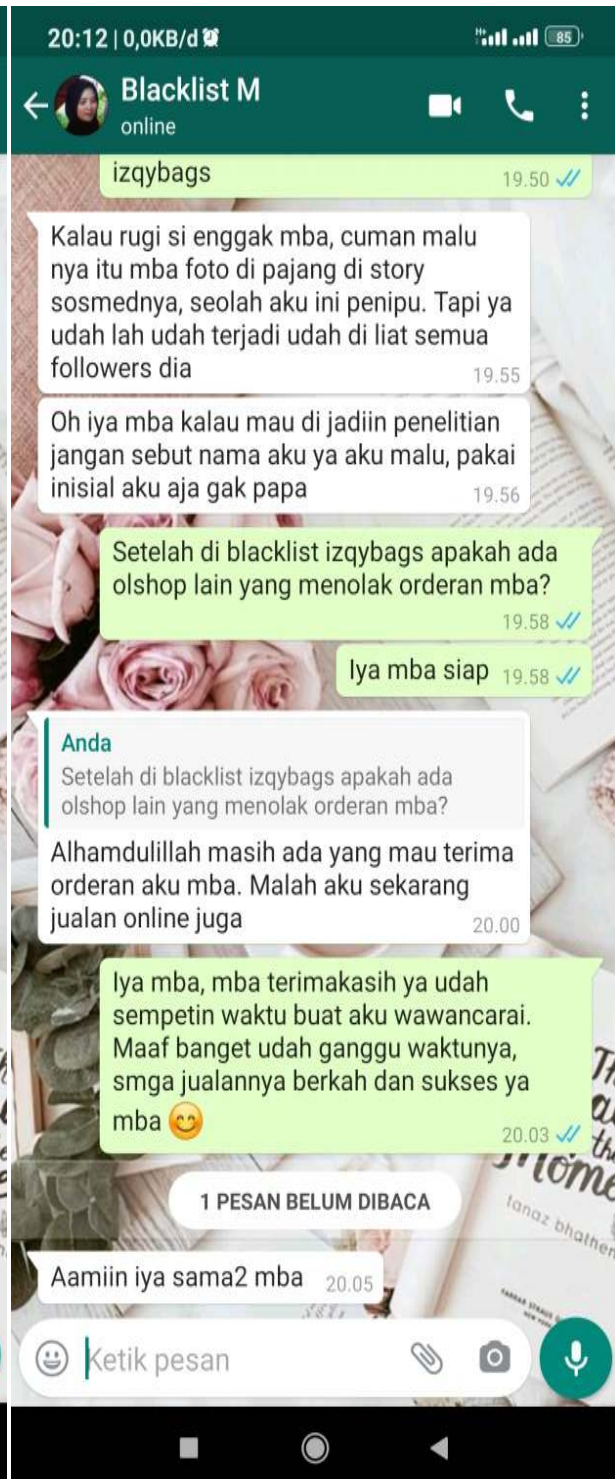 20:12 | 0,0KB/d
H+
85
Blacklist M
online
izqybags
19.50
Kalau rugi si enggak mba, cuman malu
nya itu mba foto di pajang di story
sosmednya, seolah aku ini penipu. Tapi ya
udah lah udah terjadi udah di liat semua
followers dia
19.55
Oh iya mba kalau mau di jadiin penelitian
jangan sebut nama aku ya aku malu, pakai
inisial aku aja gak papa
19.56
Setelah di blacklist izqybags apakah ada
olshop lain yang menolak orderan mba?
19.58
Iya mba siap 19.58
Anda
Setelah di blacklist izqybags apakah ada
olshop lain yang menolak orderan mba?
Alhamdulillah masih ada yang mau terima
orderan aku mba. Malah aku sekarang
jualan online juga
20.00
Iya mba, mba terimakasih ya udah
sempetin waktu buat aku wawancarai.
Maaf banget udah ganggu waktunya,
smga jualannya berkah dan sukses ya
mba 😊
20.03
1 PESAN BELUM DIBACA
tanaz bhathen
Aamiin iya sama2 mba 20.05
Ketik pesan